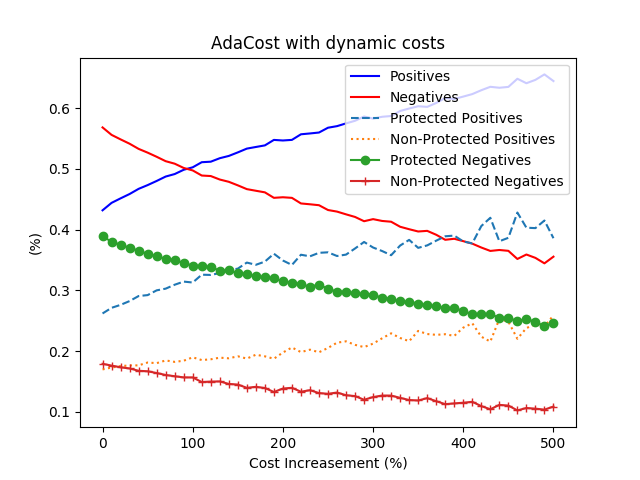 AdaCost with dynamic costs
Positives
Negatives
Protected Positives
Non-Protected Positives
Protected Negatives
Non-Protected Negatives
(%)
0.6
0.5
0.4
0.3
0.2
0.1
0 100 200 300 400 500
Cost Increasement (%)